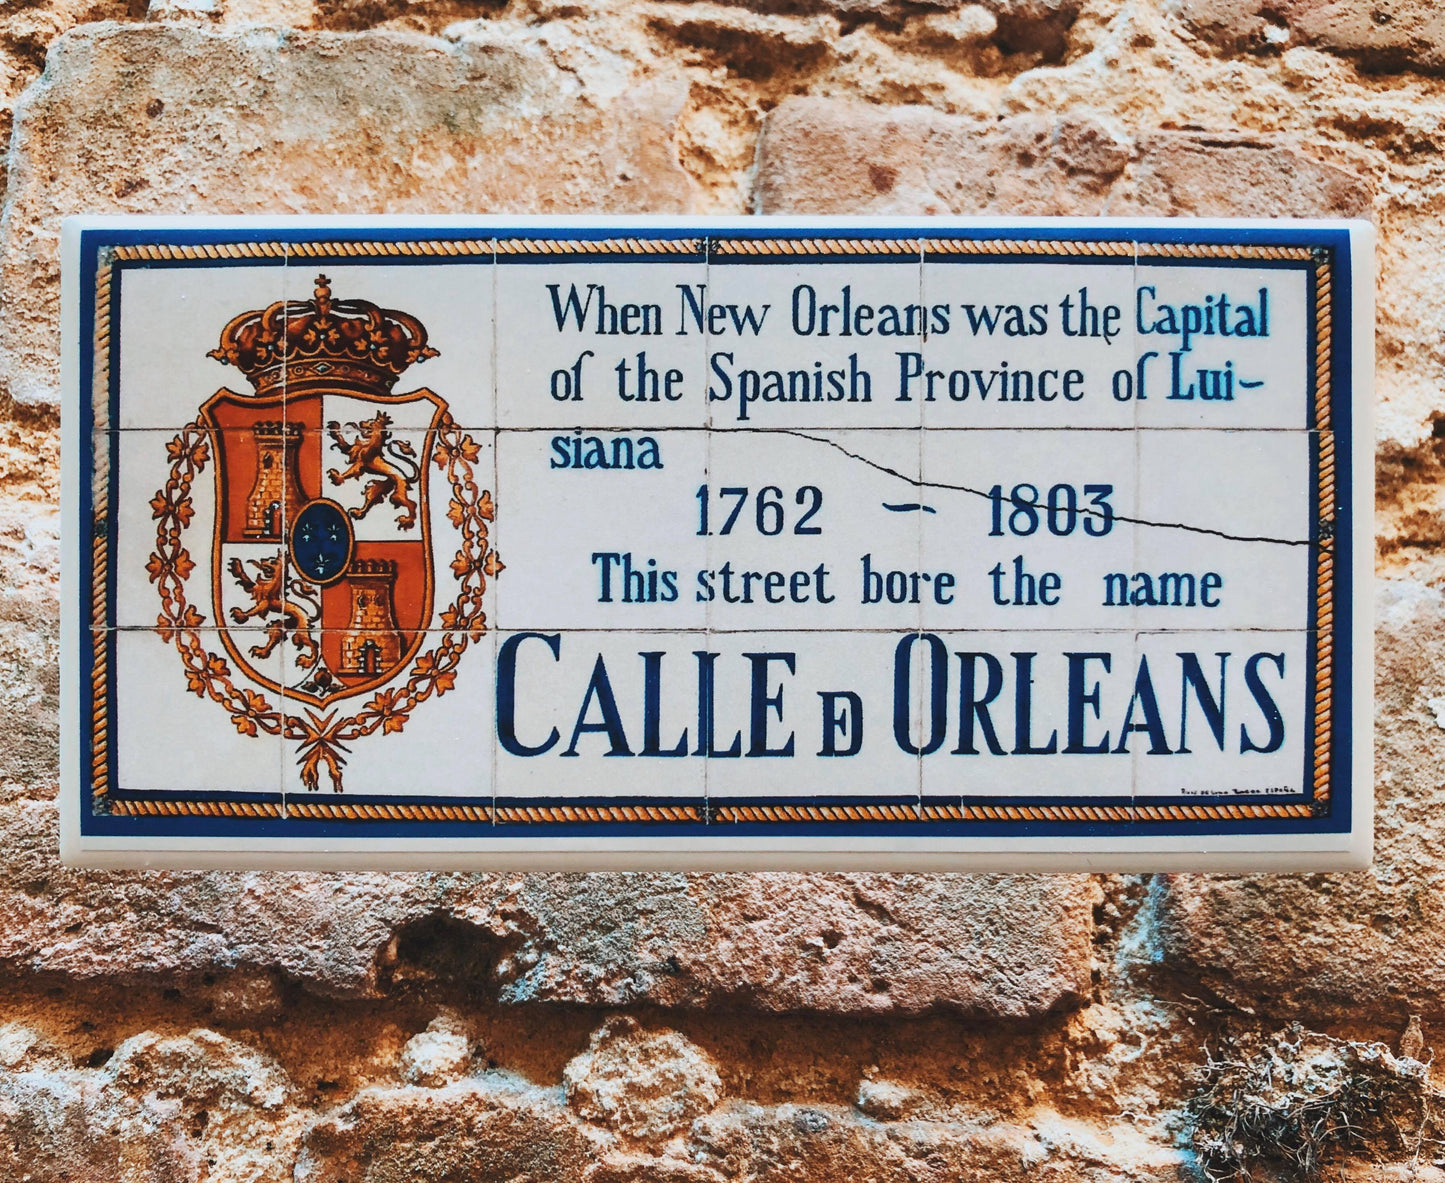 When New Orleans was the Capital
of the Spanish Province of Lui-
siana
1762 – 1803
This street bore the name
CALLE DE ORLEANS